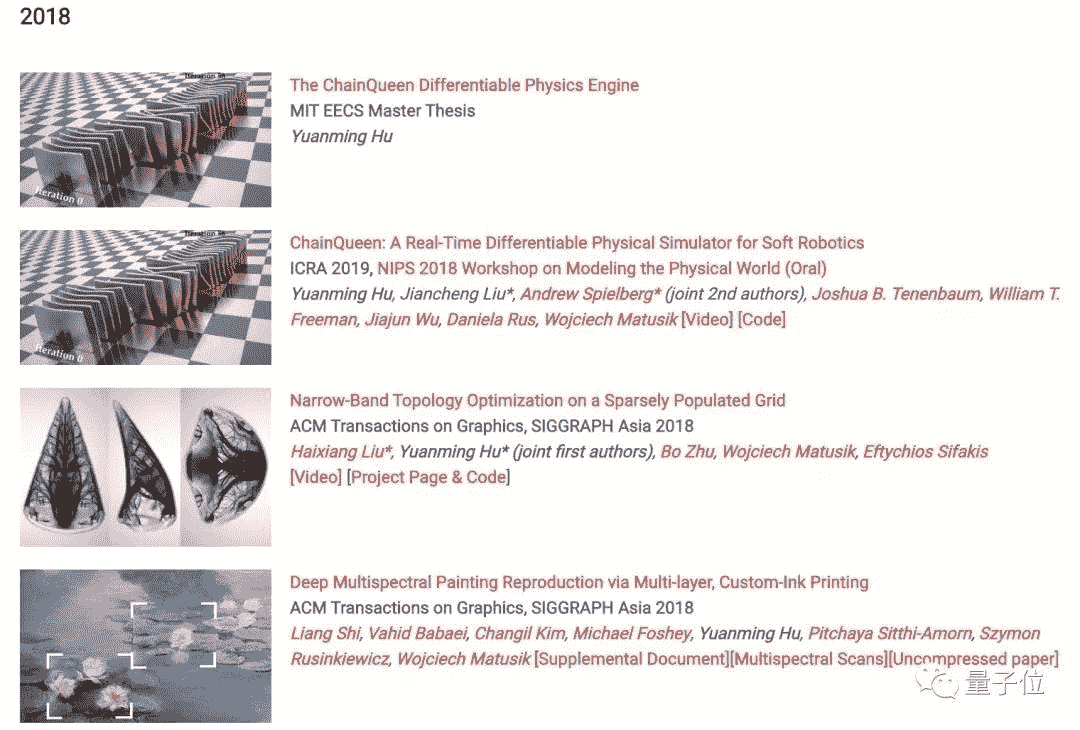 2018
Iteration 0
The ChainQueen Differentiable Physics Engine
MIT EECS Master Thesis
Yuanming Hu
Iteration 0
ChainQueen: A Real-Time Differentiable Physical Simulator for Soft Robotics
ICRA 2019, NIPS 2018 Workshop on Modeling the Physical World (Oral)
Yuanming Hu, Jiancheng Liu*, Andrew Spielberg* (joint 2nd authors), Joshua B. Tenenbaum, William T.
Freeman, Jiajun Wu, Daniela Rus, Wojciech Matusik [Video] [Code]
Narrow-Band Topology Optimization on a Sparsely Populated Grid
ACM Transactions on Graphics, SIGGRAPH Asia 2018
Haixiang Liu*, Yuanming Hu* (joint first authors), Bo Zhu, Wojciech Matusik, Eftychios Sifakis
[Video] [Project Page & Code]
Deep Multispectral Painting Reproduction via Multi-layer, Custom-Ink Printing
ACM Transactions on Graphics, SIGGRAPH Asia 2018
Liang Shi, Vahid Babaei, Changil Kim, Michael Foshey, Yuanming Hu, Pitchaya Sitthi-Amorn, Szymon
Rusinkiewicz, Wojciech Matusik [Supplemental Document][Multispectral Scans][Uncompressed paper]
量子位